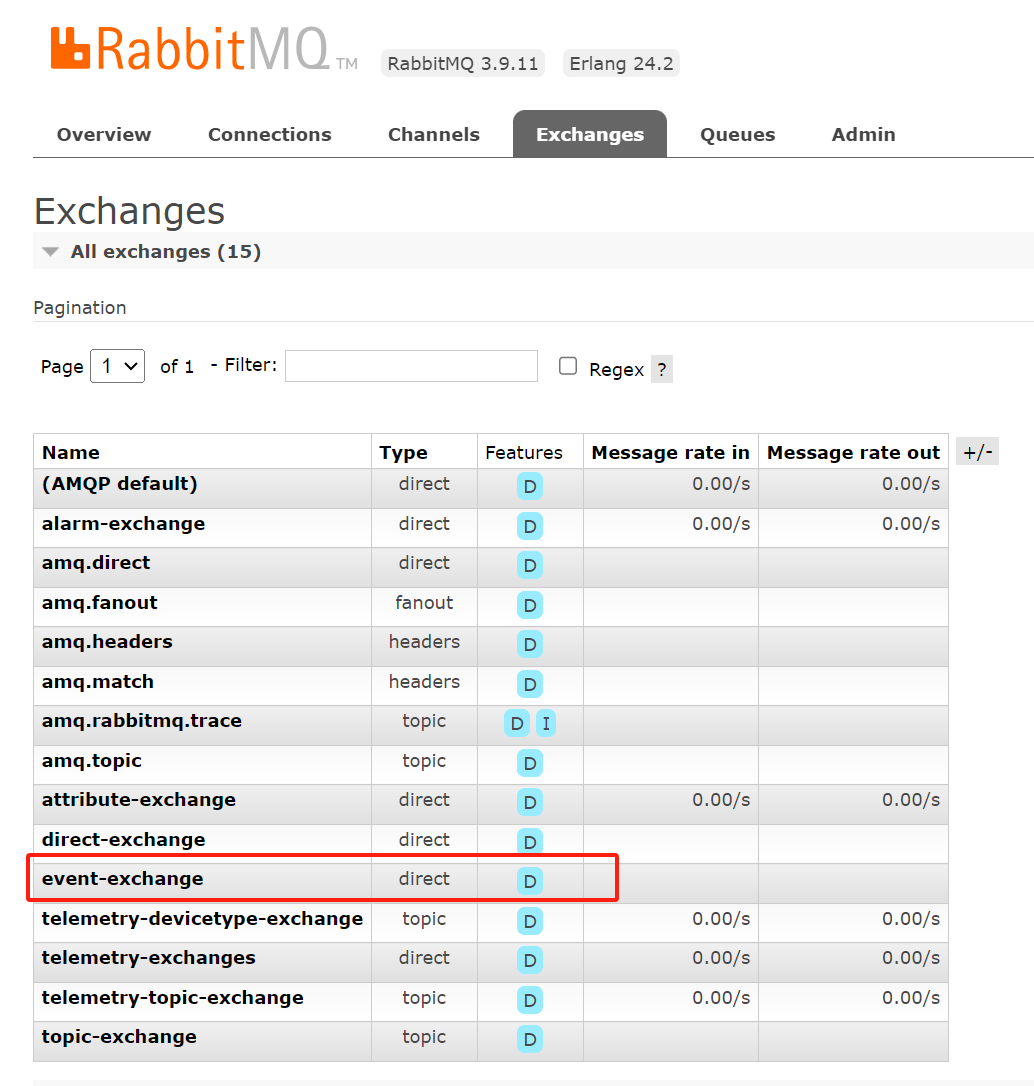 RabbitMQ TM RabbitMQ 3.9.11 Erlang 24.2
Overview Connections Channels Exchanges Queues Admin
Exchanges
All exchanges (15)
Pagination
Page 1 of 1 - Filter: Regex ?
Name Type Features Message rate in Message rate out +/-
(AMQP default) direct D 0.00/s 0.00/s
alarm-exchange direct D 0.00/s 0.00/s
amq.direct direct D
amq.fanout fanout D
amq.headers headers D
amq.match headers D
amq.rabbitmq.trace topic D I
amq.topic topic D
attribute-exchange direct D 0.00/s 0.00/s
direct-exchange direct D
event-exchange direct D
telemetry-devicetype-exchange topic D 0.00/s 0.00/s
telemetry-exchanges direct D 0.00/s 0.00/s
telemetry-topic-exchange topic D 0.00/s 0.00/s
topic-exchange topic D